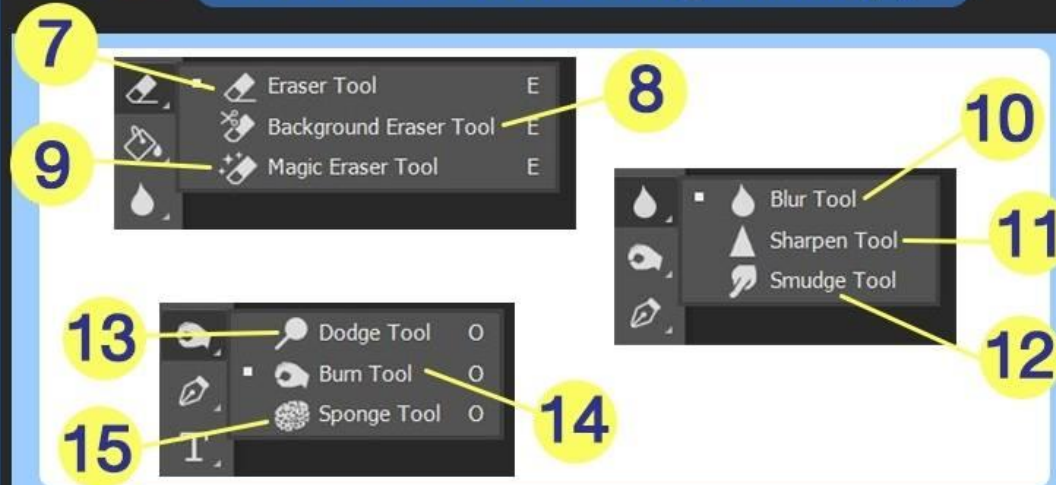 7
Eraser Tool E
8
Background Eraser Tool E
9
Magic Eraser Tool E
10
Blur Tool
11
Sharpen Tool
Smudge Tool
12
13
Dodge Tool O
Burn Tool O
14
15
Sponge Tool O
T